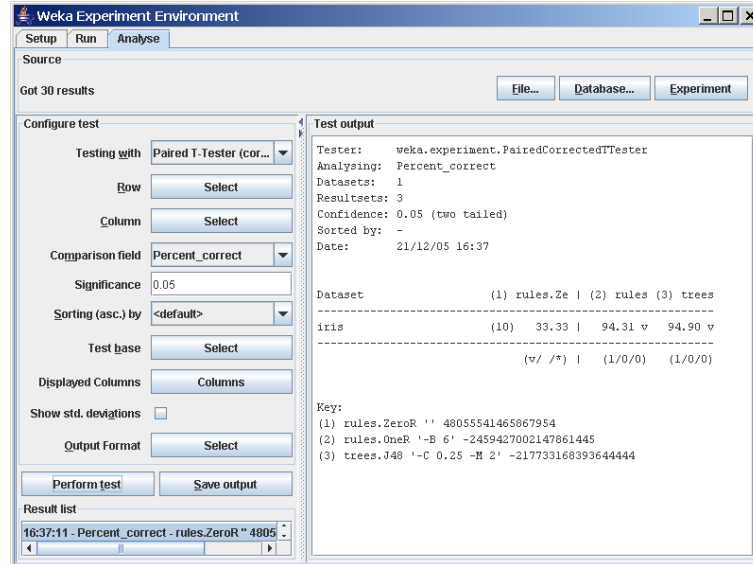 Weka Experiment Environment
Setup Run Analyse
Source
Got 30 results
File... Database... Experiment
Configure test
Testing with Paired T-Tester (cor...
Row Select
Column Select
Comparison field Percent_correct
Significance 0.05
Sorting (asc.) by <default>
Test base Select
Displayed Columns Columns
Show std. deviations
Output Format Select
Perform test Save output
Result list
16:37:11 - Percent_correct - rules.ZeroR '' 4805
Test output
Tester: weka.experiment.PairedCorrectedTTester
Analysing: Percent_correct
Datasets: 1
Resultsets: 3
Confidence: 0.05 (two tailed)
Sorted by: -
Date: 21/12/05 16:37
Dataset (1) rules.Ze | (2) rules (3) trees
--------------------------------------------------------------
iris (10) 33.33 | 94.31 v 94.90 v
--------------------------------------------------------------
(v/ /*) | (1/0/0) (1/0/0)
Key:
(1) rules.ZeroR '' 48055541465867954
(2) rules.OneR '-B 6' -2459427002147861445
(3) trees.J48 '-C 0.25 -M 2' -217733168393644444